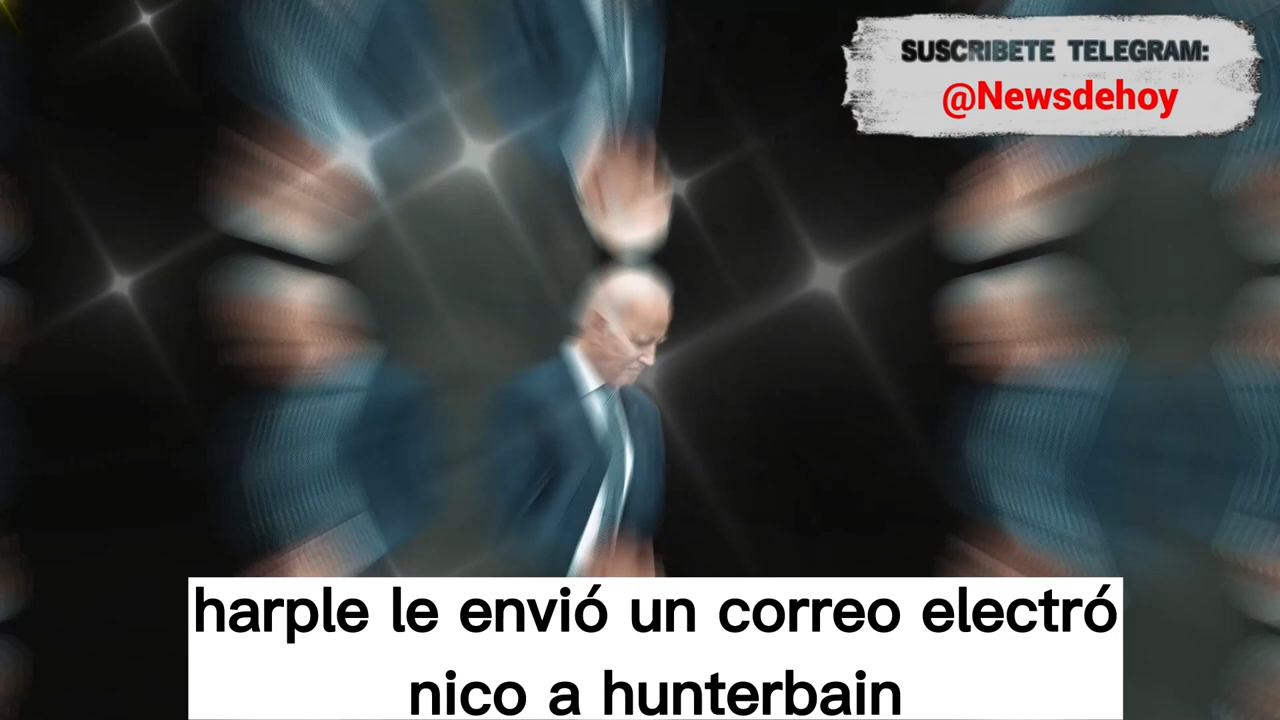 SUSCRIBETE TELEGRAM:
@Newsdehoy
harple le envió un correo electró
nico a hunterbain